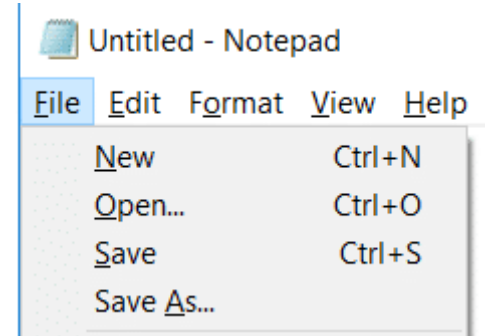 Untitled - Notepad
File Edit Format View Help
New Ctrl+N
Open... Ctrl+O
Save Ctrl+S
Save As...